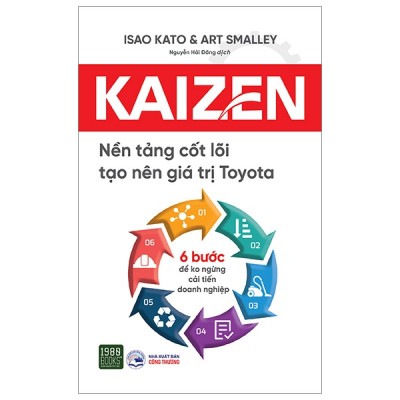 ISAO KATO & ART SMALLEY
Nguyễn Hải Đăng dịch
KAIZEN
Nền tảng cốt lõi
tạo nên giá trị Toyota
01
02
03
04
05
06
6 bước
để ko ngừng
cải tiến
doanh nghiệp
1980
BOOKS
NHÀ XUẤT BẢN
CÔNG THƯƠNG